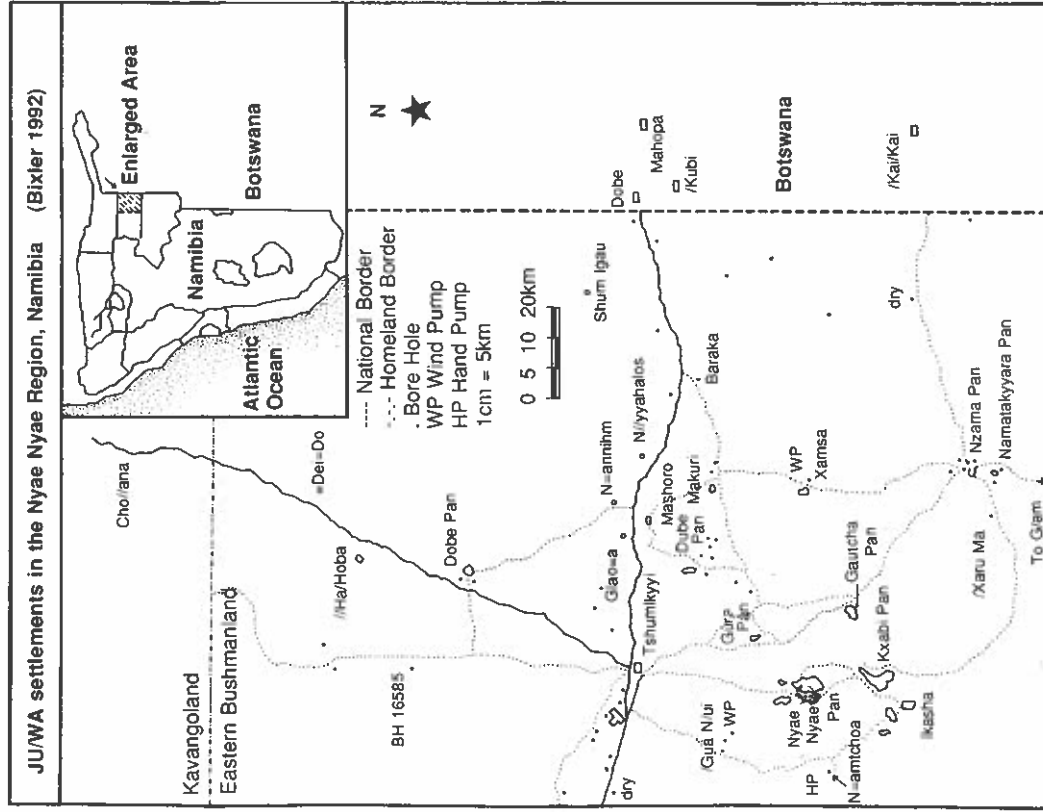 JU/WA settlements in the Nyae Nyae Region, Namibia (Bixler 1992)
Enlarged Area
Namibia
Botswana
Atlantic
Ocean
N
Kavangoland
Eastern Bushmanland
Cho//ana
=Dei=Do
//Ha/Hoba
BH 16585
Dobe Pan
---- National Border
-·-· Homeland Border
· Bore Hole
WP Wind Pump
HP Hand Pump
1cm = 5km
0 5 10 20km
N=annihm
G/ao=a
N//yyahalos
Shum !gau
Dobe
Mahopa
/Kubi
dry
Tshumikyyi
Mashoro
Makuri
Dube
Pan
Baraka
/Gua N/ui
WP
Gura
Pan
WP
Xamsa
Botswana
Nyae
Nyae
Pan
HP
N=amtchoa
Gautcha
Pan
Kxabi Pan
!kasha
/Kai/Kai
dry
Nzama Pan
Namatakyyara Pan
/Xaru Ma
To G/am